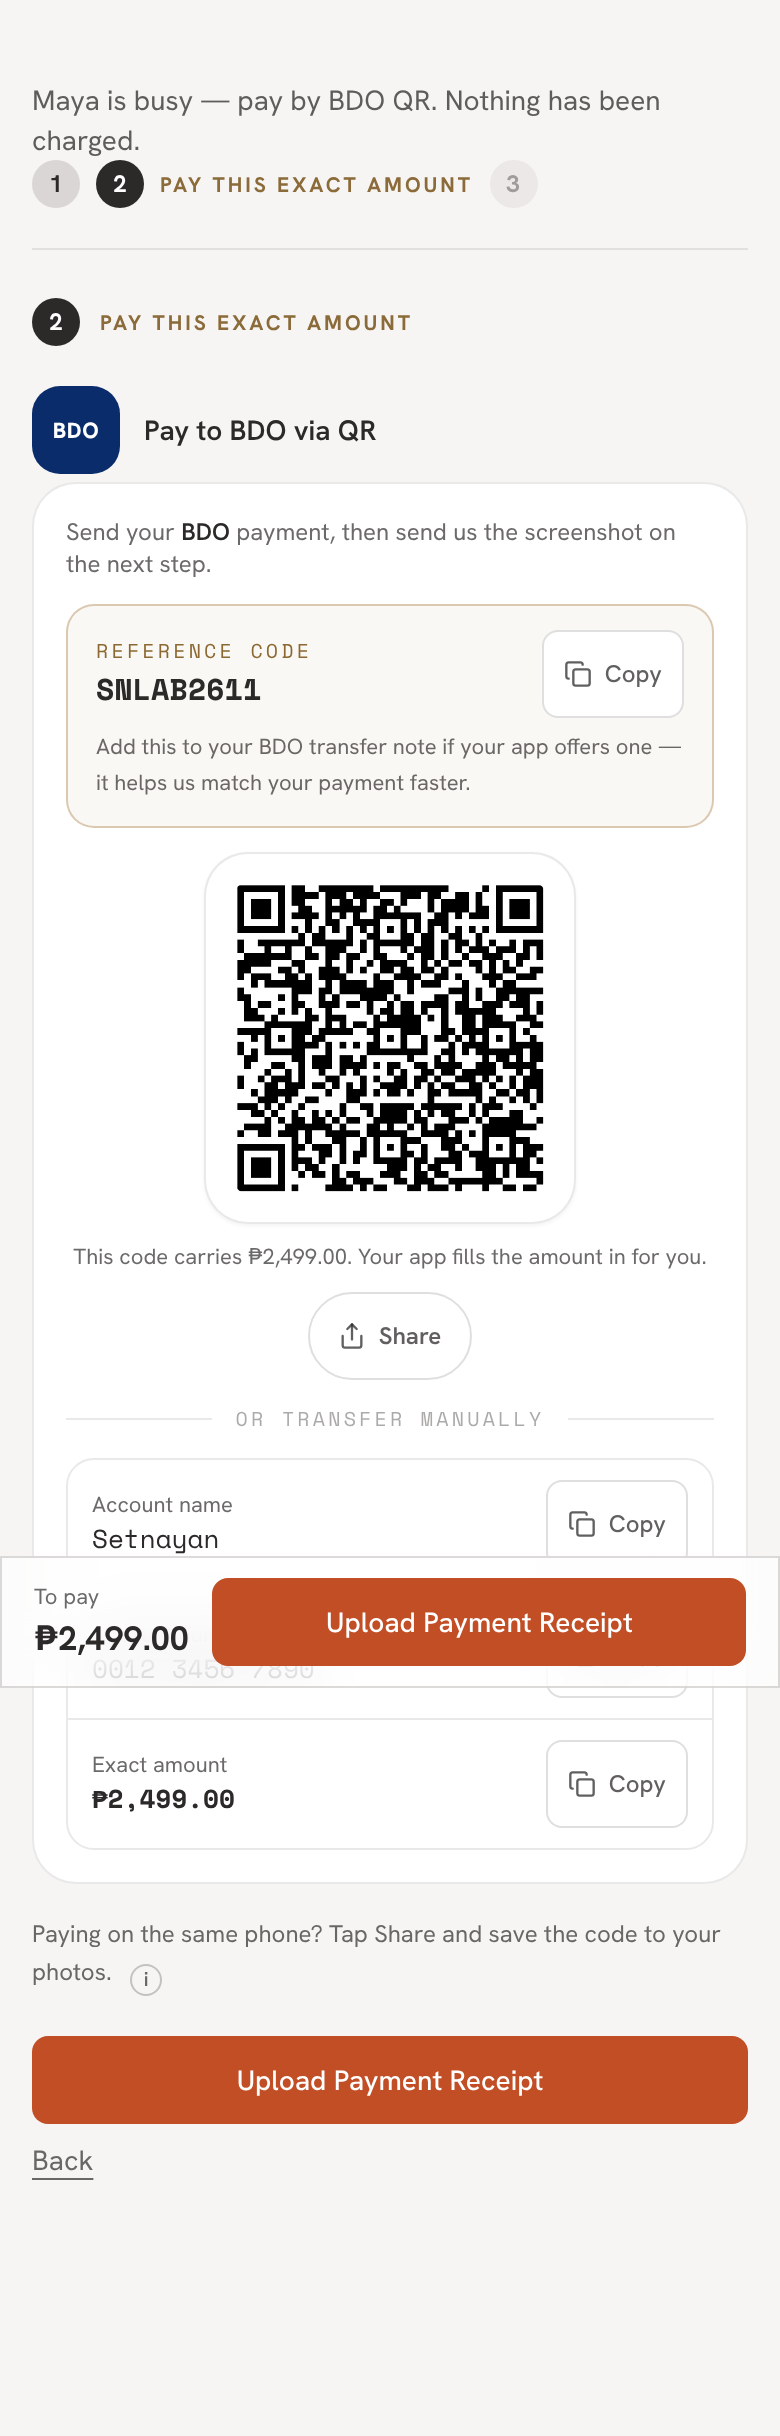 Maya is busy — pay by BDO QR. Nothing has been
charged.
1 2 PAY THIS EXACT AMOUNT 3
2 PAY THIS EXACT AMOUNT
BDO Pay to BDO via QR
Send your BDO payment, then send us the screenshot on
the next step.
REFERENCE CODE
SNLAB2611
Copy
Add this to your BDO transfer note if your app offers one —
it helps us match your payment faster.
This code carries ₱2,499.00. Your app fills the amount in for you.
Share
OR TRANSFER MANUALLY
Account name
Setnayan
Copy
To pay
₱2,499.00
Upload Payment Receipt
0012 3456 7890
Exact amount
₱2,499.00
Copy
Paying on the same phone? Tap Share and save the code to your
photos. i
Upload Payment Receipt
Back